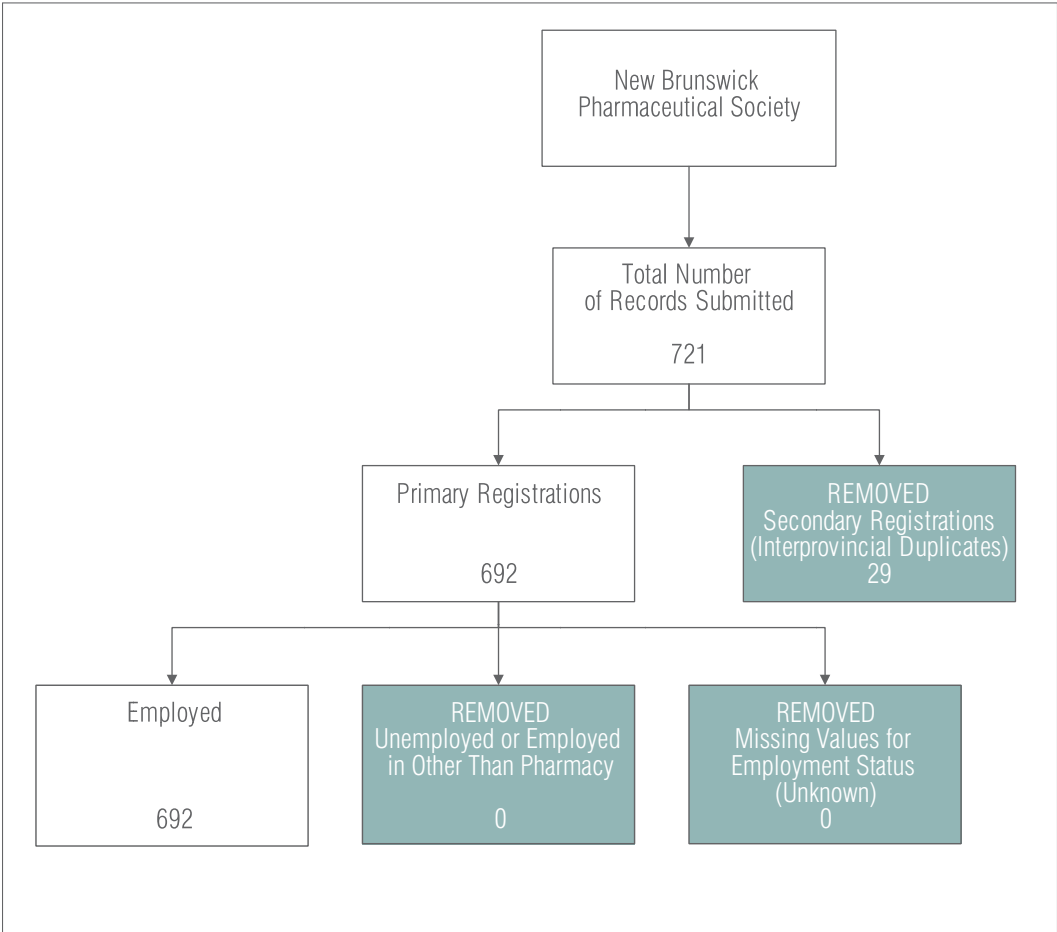 New Brunswick
Pharmaceutical Society
Total Number
of Records Submitted
721
Primary Registrations
692
REMOVED
Secondary Registrations
(Interprovincial Duplicates)
29
Employed
692
REMOVED
Unemployed or Employed
in Other Than Pharmacy
0
REMOVED
Missing Values for
Employment Status
(Unknown)
0